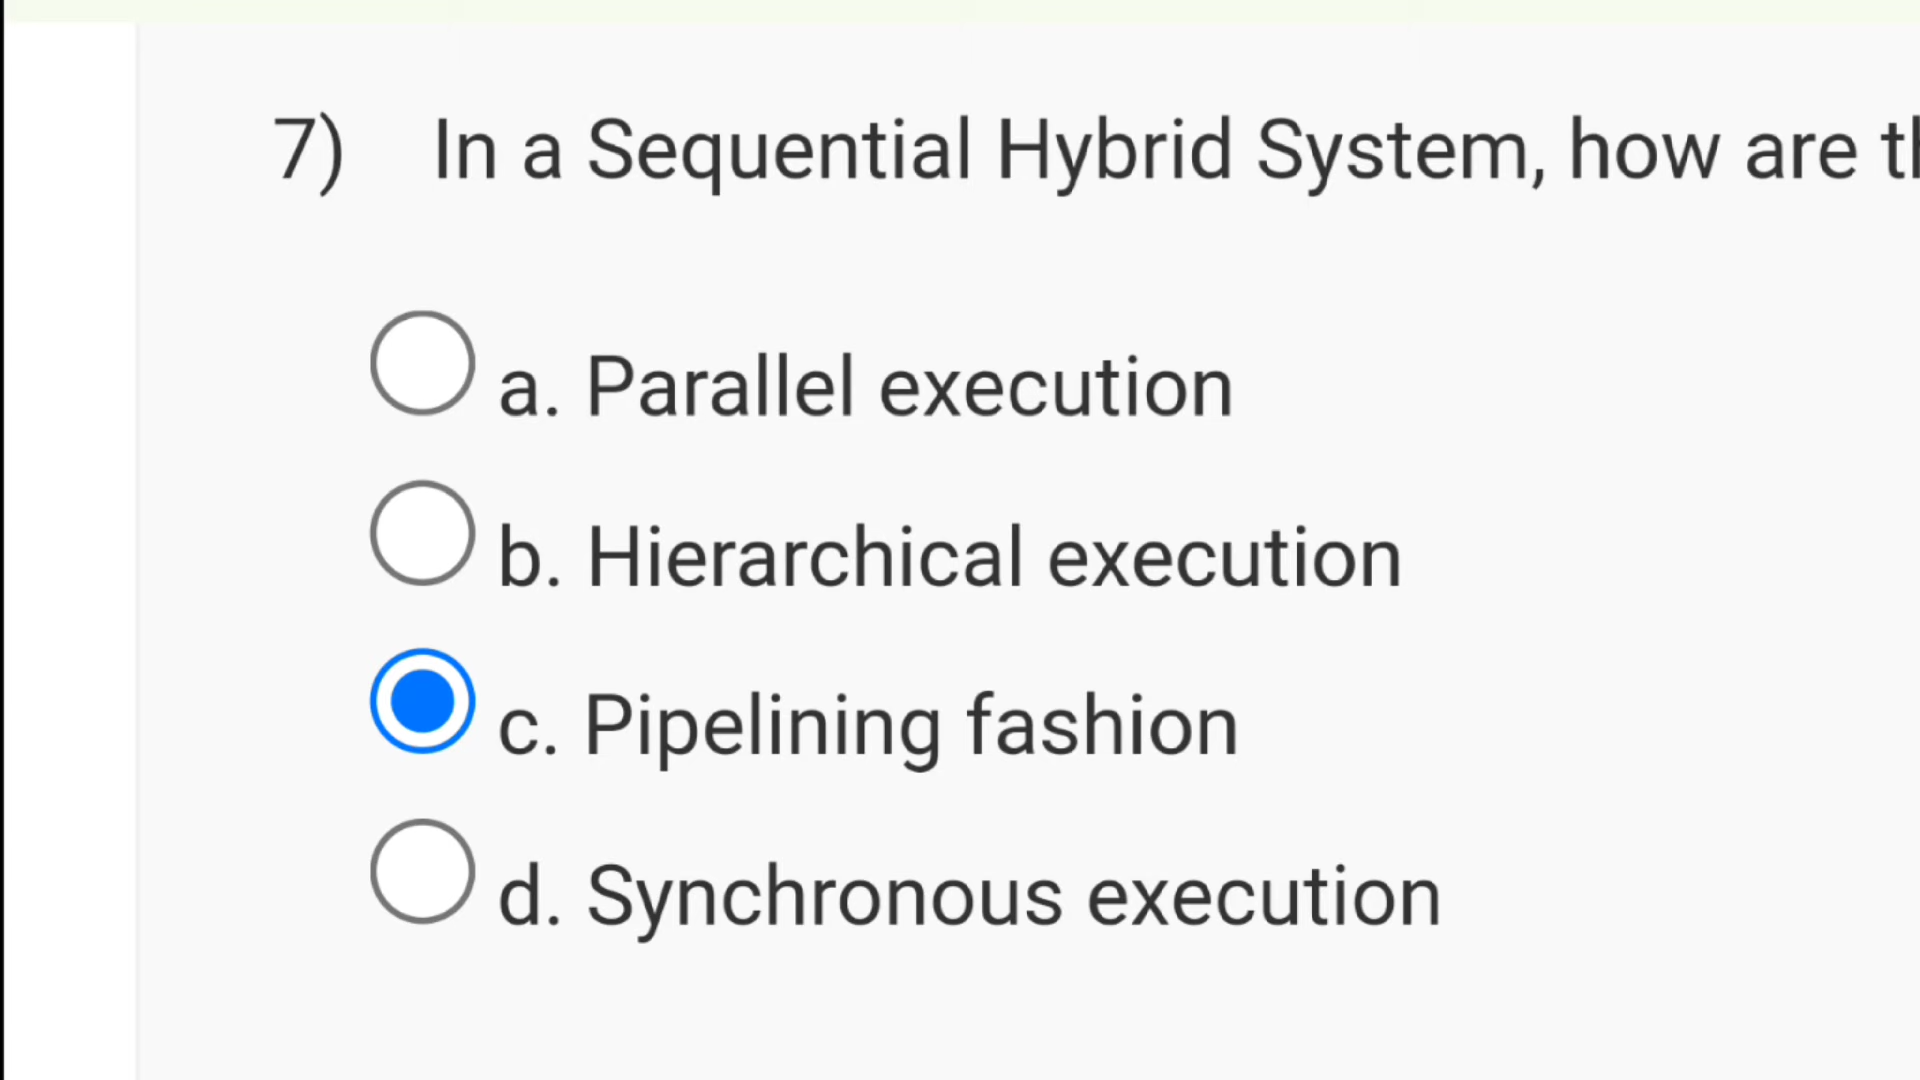 7) In a Sequential Hybrid System, how are
a. Parallel execution
b. Hierarchical execution
c. Pipelining fashion
d. Synchronous execution